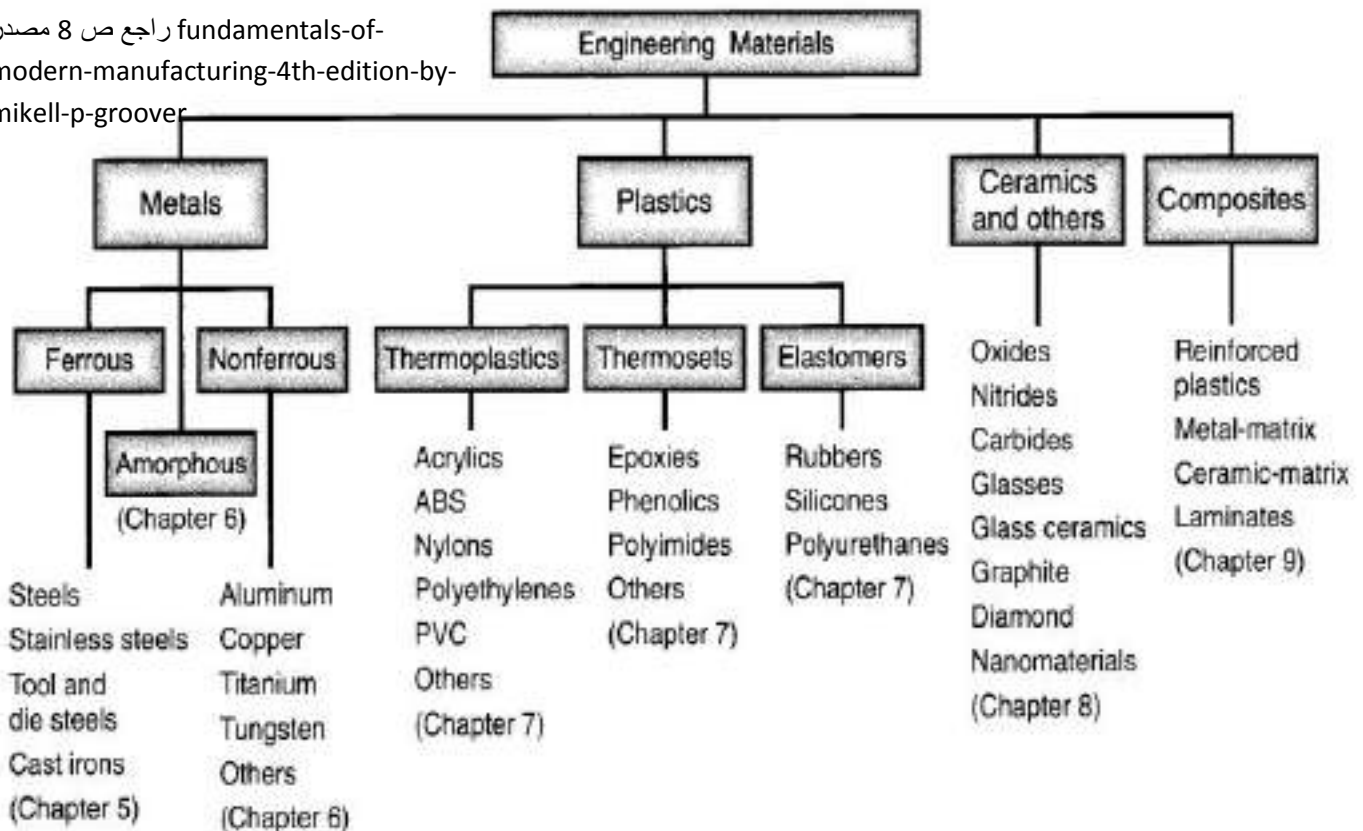 راجع ص 8 مصدر fundamentals-of-
modern-manufacturing-4th-edition-by-
mikell-p-groover
Engineering Materials
Metals
Plastics
Ceramics
and others
Composites
Ferrous
Nonferrous
Amorphous
(Chapter 6)
Thermoplastics
Thermosets
Elastomers
Steels
Stainless steels
Tool and
die steels
Cast irons
(Chapter 5)
Aluminum
Copper
Titanium
Tungsten
Others
(Chapter 6)
Acrylics
ABS
Nylons
Polyethylenes
PVC
Others
(Chapter 7)
Epoxies
Phenolics
Polyimides
Others
(Chapter 7)
Rubbers
Silicones
Polyurethanes
(Chapter 7)
Oxides
Nitrides
Carbides
Glasses
Glass ceramics
Graphite
Diamond
Nanomaterials
(Chapter 8)
Reinforced
plastics
Metal-matrix
Ceramic-matrix
Laminates
(Chapter 9)